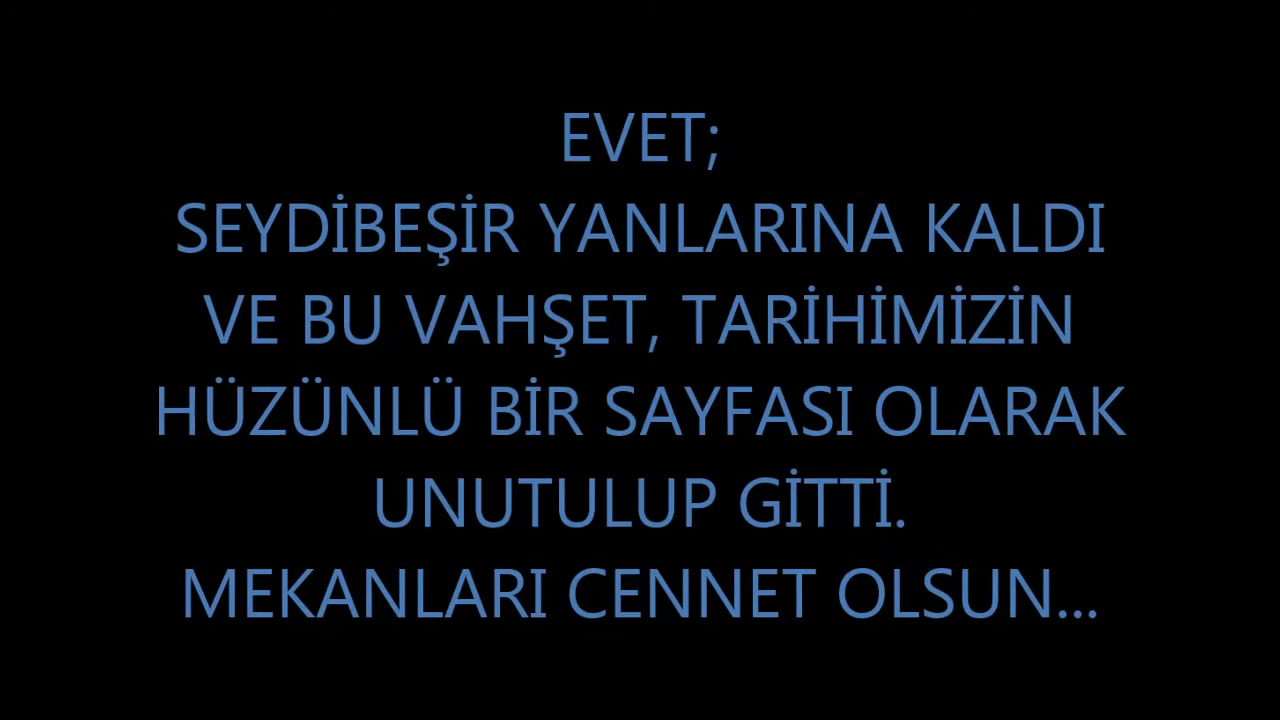 EVET;
SEYDİBEŞİR YANLARINA KALDI
VE BU VAHŞET, TARİHİMİZİN
HÜZÜNLÜ BİR SAYFASI OLARAK
UNUTULUP GİTTİ.
MEKANLARI CENNET OLSUN...